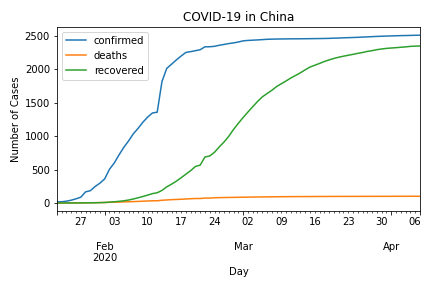 COVID-19 in China
confirmed
deaths
recovered
Number of Cases
2500
2000
1500
1000
500
0
27 03 10 17 24 02 09 16 23 30 06
Feb Mar Apr
2020
Day